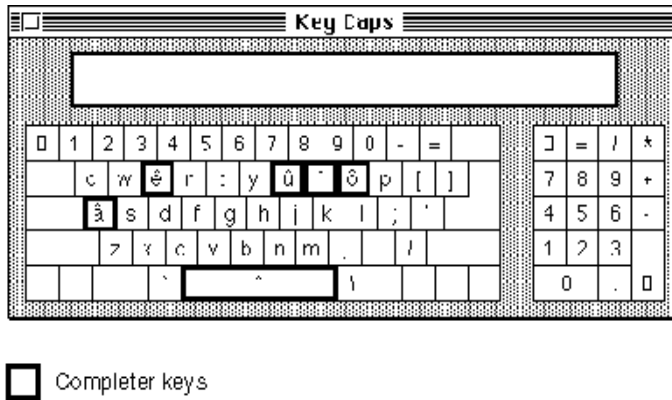 Key Caps
1 2 3 4 5 6 7 8 9 0 - = = / *
w ê r y û ô p [ ] 7 8 9 +
â s d f g h j k l ; ' 4 5 6 -
z c v b n m . / 1 2 3
` ^ \ 0 .
Completer keys